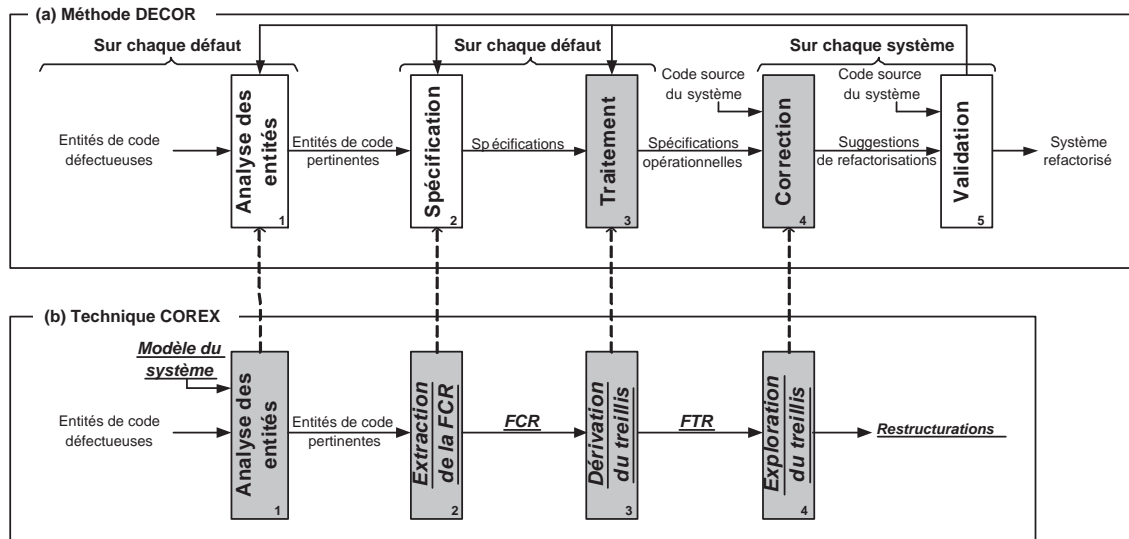 (a) Méthode DECOR
Sur chaque défaut
Sur chaque défaut
Sur chaque système
Code source
du système
Code source
du système
Entités de code
défectueuses
Analyse des
entités
1
Entités de code
pertinentes
Spécification
2
Spécifications
Traitement
3
Spécifications
opérationnelles
Correction
4
Suggestions
de refactorisations
Validation
5
Système
refactorisé
(b) Technique COREX
Modèle du
système
Entités de code
défectueuses
Analyse des
entités
1
Entités de code
pertinentes
Extraction
de la FCR
2
FCR
Dérivation
du treillis
3
FTR
Exploration
du treillis
4
Restructurations